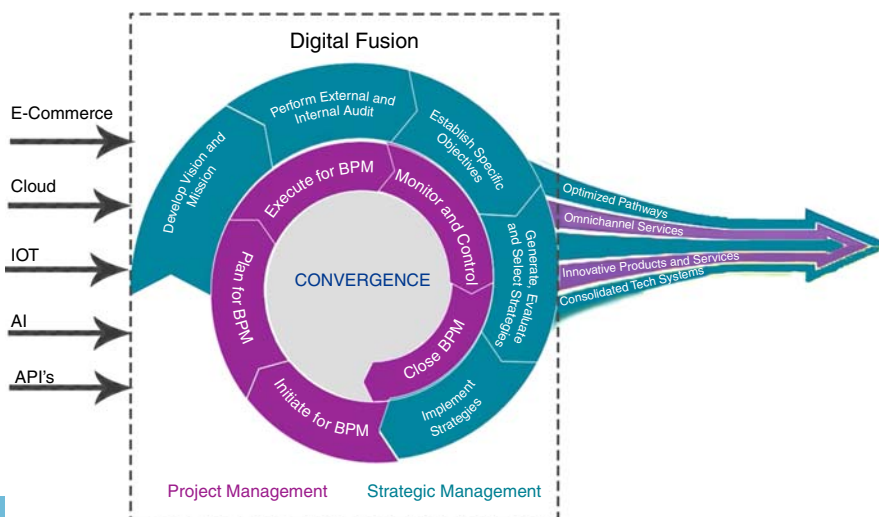 Digital Fusion
E-Commerce
Cloud
IOT
AI
API's
Develop Vision and
Mission
Perform External and
Internal Audit
Establish Specific
Objectives
Generate, Evaluate
and Select Strategies
Implement
Strategies
Initiate for BPM
Plan for BPM
Execute for BPM
Monitor and Control
Close BPM
CONVERGENCE
Optimized Pathways
Omnichannel Services
Innovative Products and Services
Consolidated Tech Systems
Project Management
Strategic Management